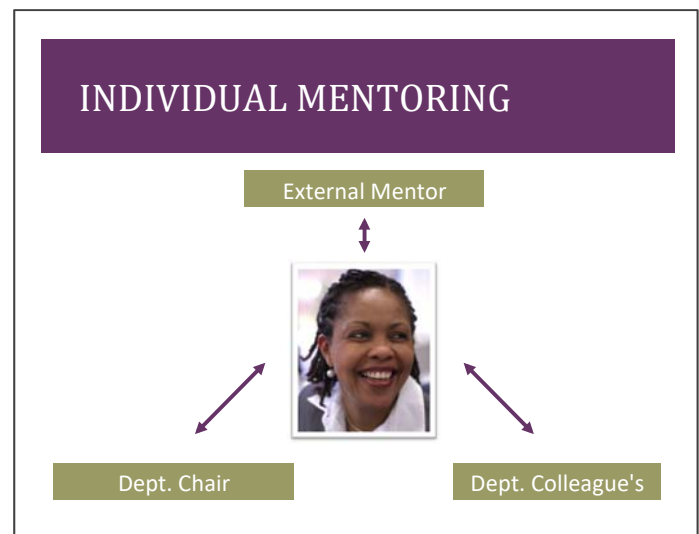 INDIVIDUAL MENTORING
External Mentor
Dept. Chair
Dept. Colleague's